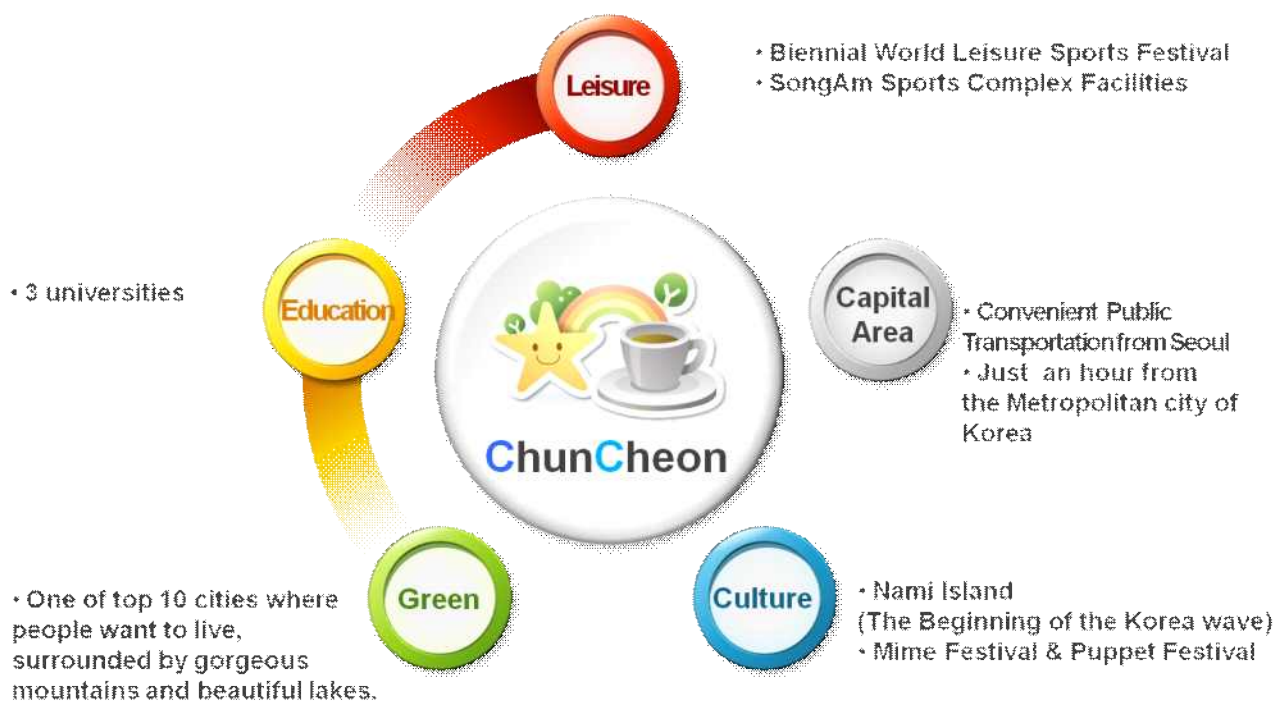 Leisure
• Biennial World Leisure Sports Festival
• SongAm Sports Complex Facilities
Education
• 3 universities
Capital
Area
• Convenient Public
Transportation from Seoul
• Just an hour from
the Metropolitan city of
Korea
ChunCheon
Green
• One of top 10 cities where
people want to live,
surrounded by gorgeous
mountains and beautiful lakes.
Culture
• Nami Island
(The Beginning of the Korea wave)
• Mime Festival & Puppet Festival